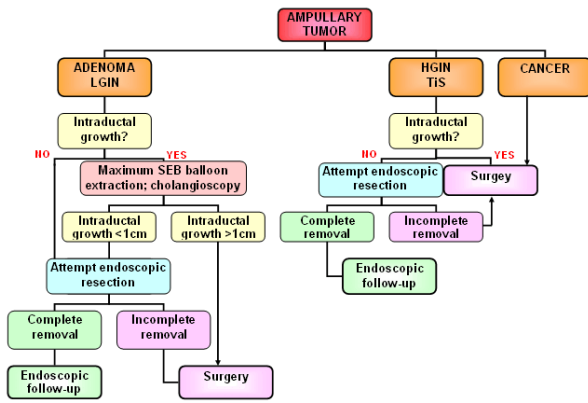 AMPULLARY
TUMOR
ADENOMA
LGIN
HGIN
TiS
CANCER
Intraductal
growth?
Intraductal
growth?
NO
YES
NO
YES
Maximum SEB balloon
extraction; cholangioscopy
Attempt endoscopic
resection
Surgey
Intraductal
growth <1cm
Intraductal
growth >1cm
Complete
removal
Incomplete
removal
Attempt endoscopic
resection
Endoscopic
follow-up
Complete
removal
Incomplete
removal
Endoscopic
follow-up
Surgery